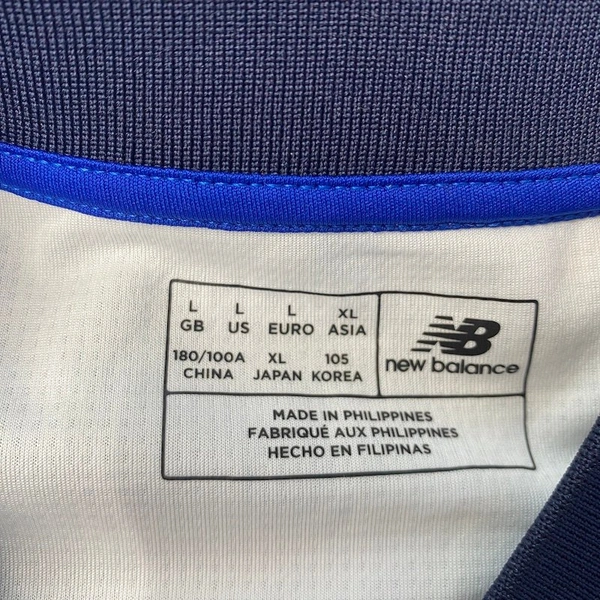 L L L XL
GB US EURO ASIA
180/100A XL 105
CHINA JAPAN KOREA
NB
new balance
MADE IN PHILIPPINES
FABRIQUÉ AUX PHILIPPINES
HECHO EN FILIPINAS